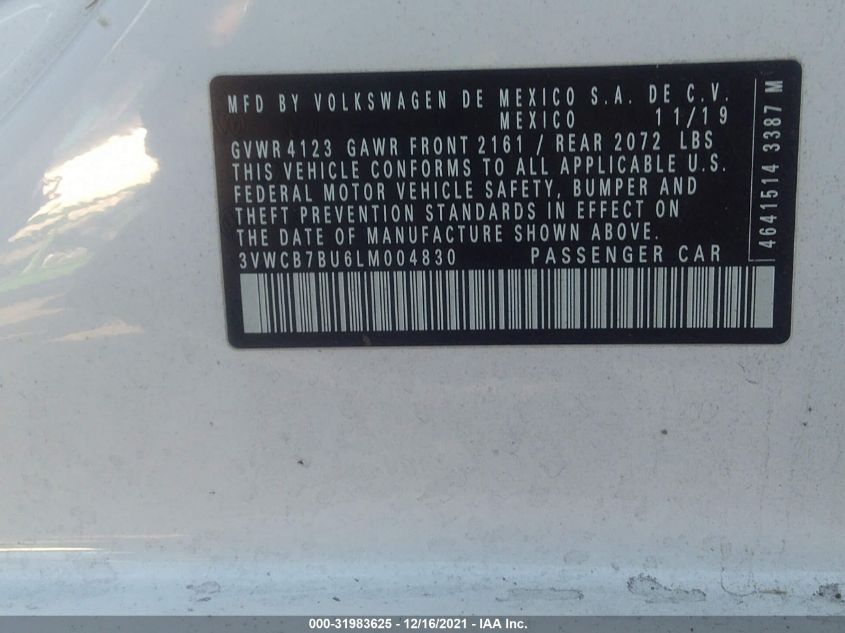 MFD BY VOLKSWAGEN DE MEXICO S.A. DE C.V.
MEXICO 11/19
GVWR 4123 GAWR FRONT 2161 / REAR 2072 LBS
THIS VEHICLE CONFORMS TO ALL APPLICABLE U.S.
FEDERAL MOTOR VEHICLE SAFETY, BUMPER AND
THEFT PREVENTION STANDARDS IN EFFECT ON
THE DATE OF MANUFACTURE SHOWN ABOVE.
3VWCB7BU6LM004830 PASSENGER CAR
4641514 3387 M
000-31983625 - 12/16/2021 - IAA Inc.